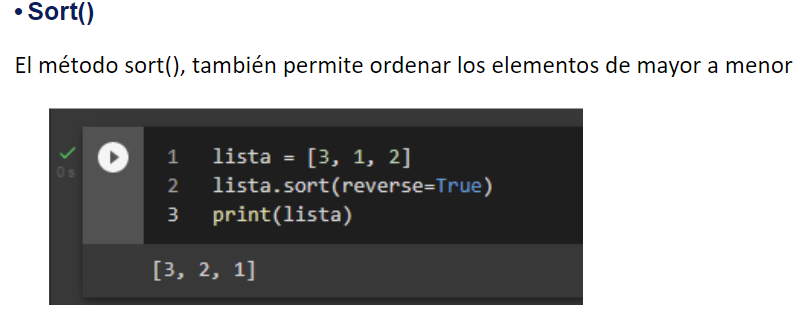 • Sort()
El método sort(), también permite ordenar los elementos de mayor a menor
1 lista = [3, 1, 2]
0 s
2 lista.sort(reverse=True)
3 print(lista)
[3, 2, 1]